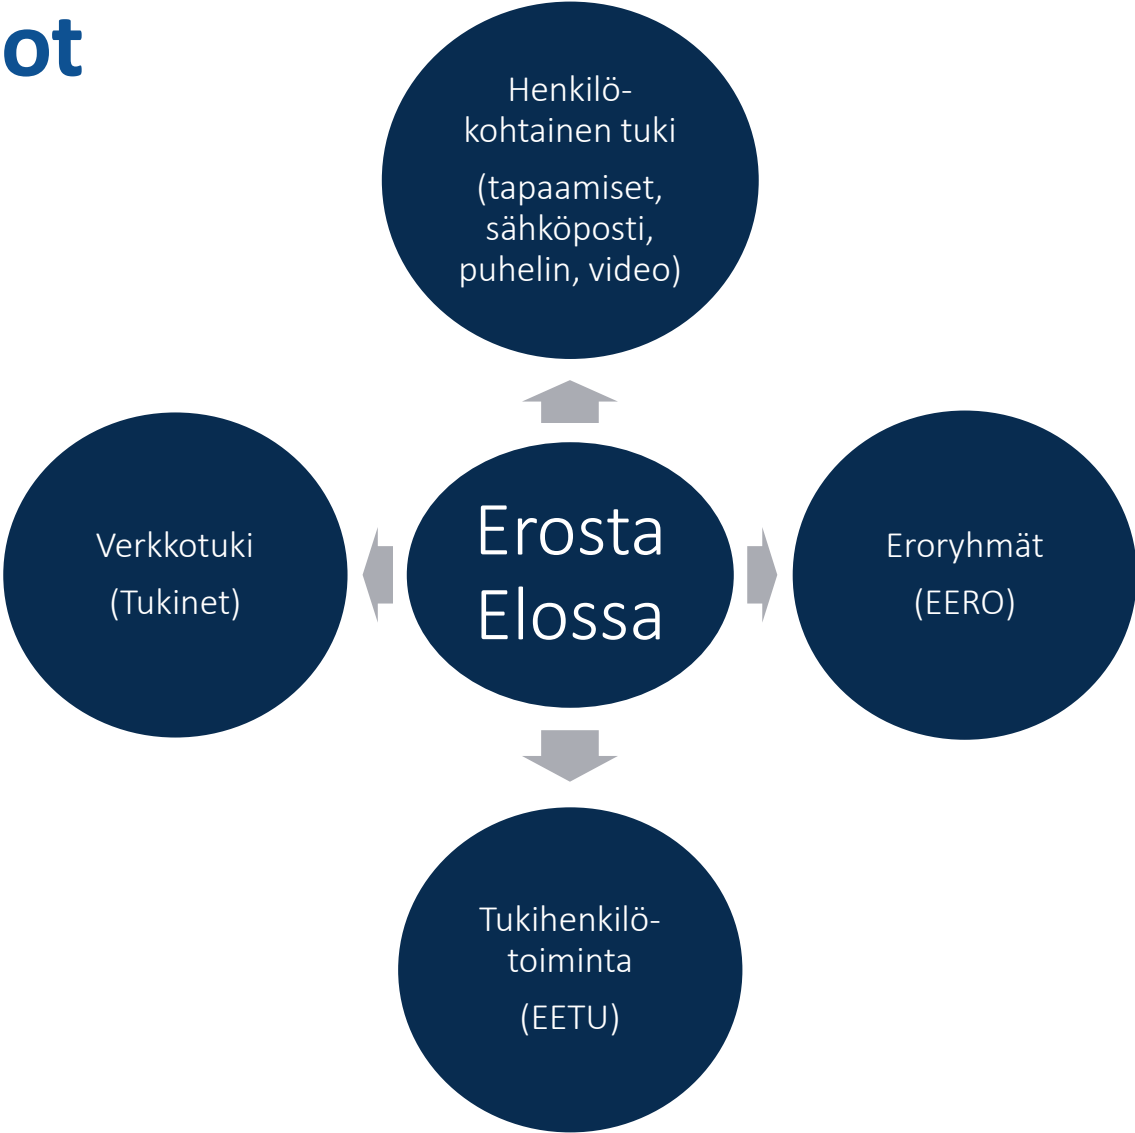 ot
Henkilö-
kohtainen tuki
(tapaamiset,
sähköposti,
puhelin, video)
Verkkotuki
(Tukinet)
Erosta
Elossa
Eroryhmät
(EERO)
Tukihenkilö-
toiminta
(EETU)